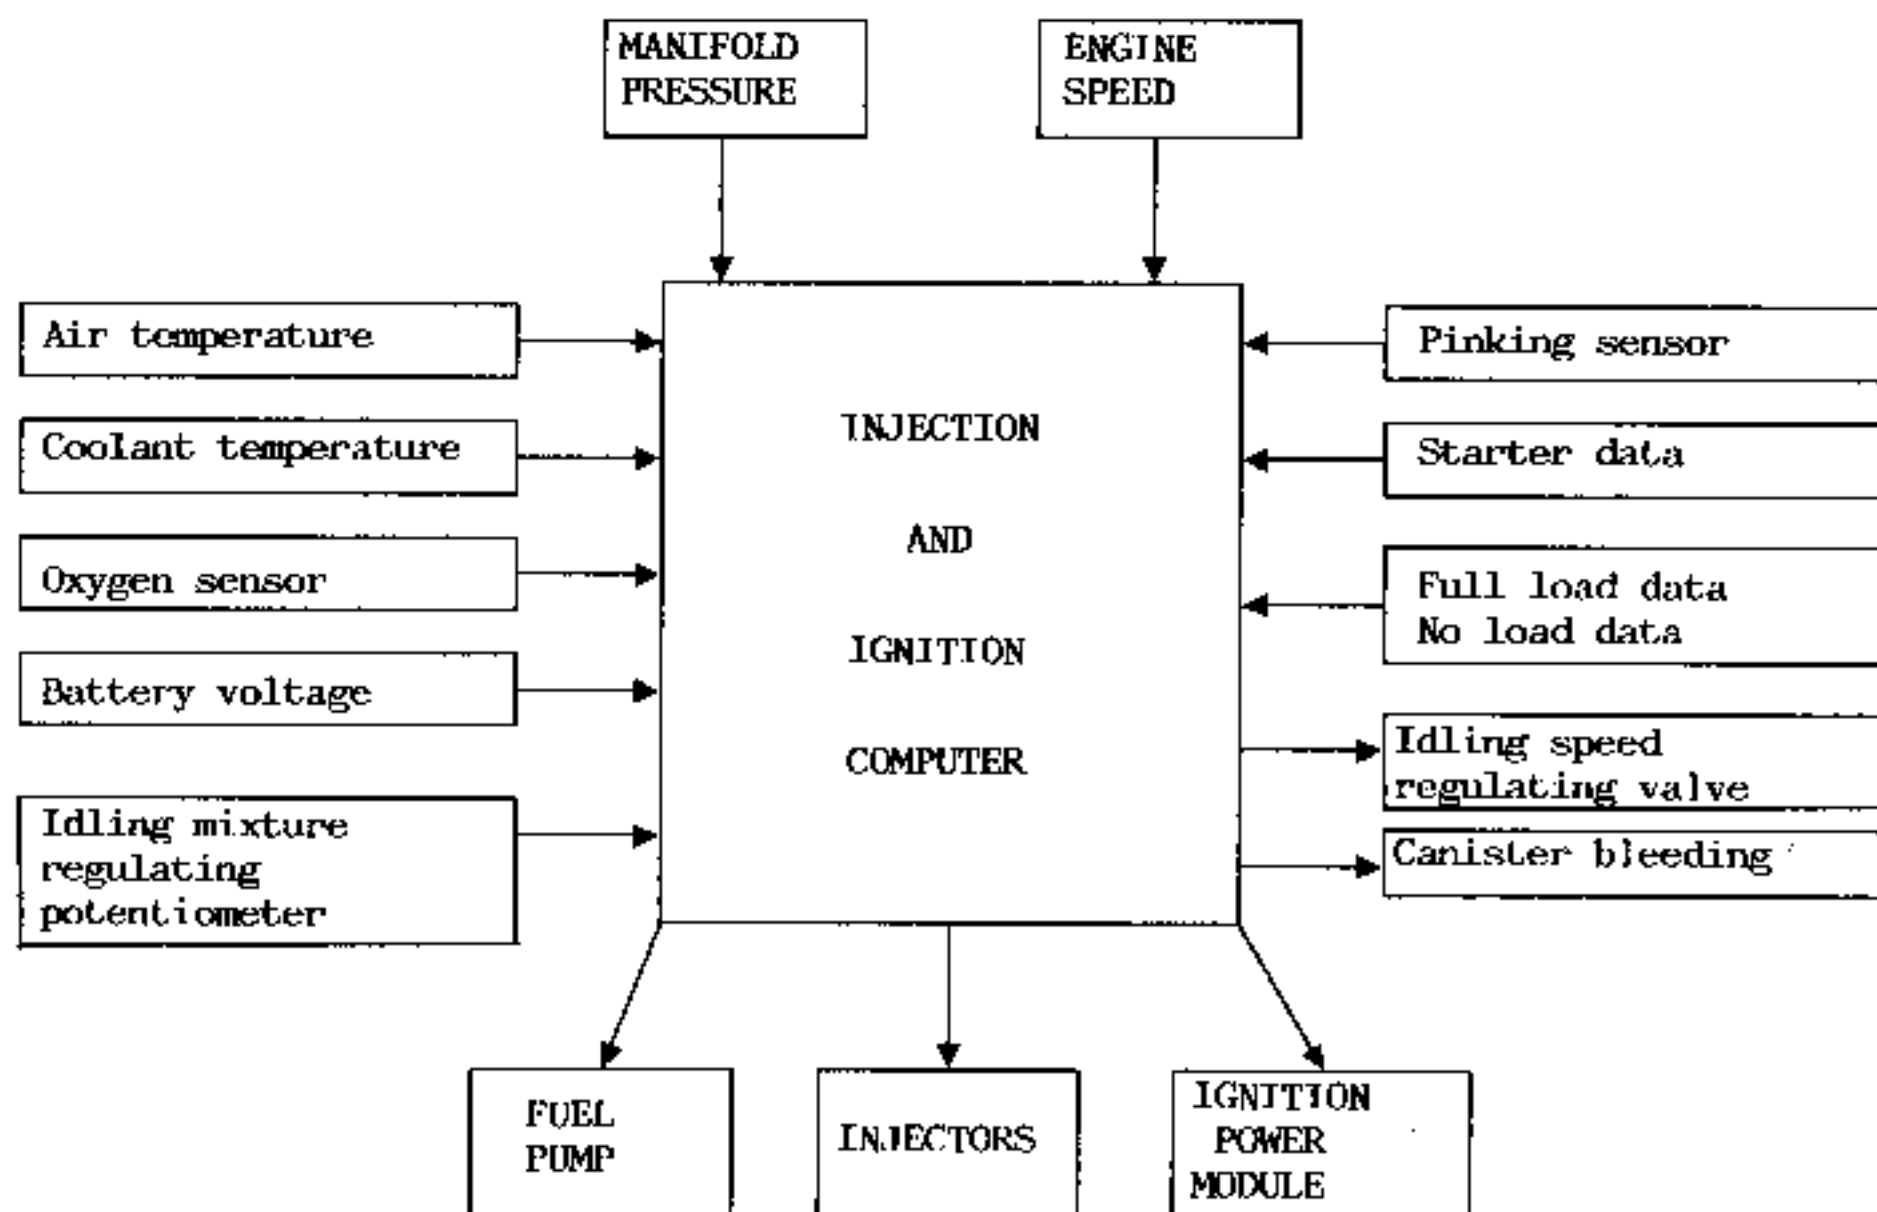 MANIFOLD
PRESSURE
ENGINE
SPEED
Air temperature
Coolant temperature
Oxygen sensor
Battery voltage
Idling mixture
regulating
potentiometer
INJECTION
AND
IGNITION
COMPUTER
Pinking sensor
Starter data
Full load data
No load data
Idling speed
regulating valve
Canister bleeding
FUEL
PUMP
INJECTORS
IGNITION
POWER
MODULE